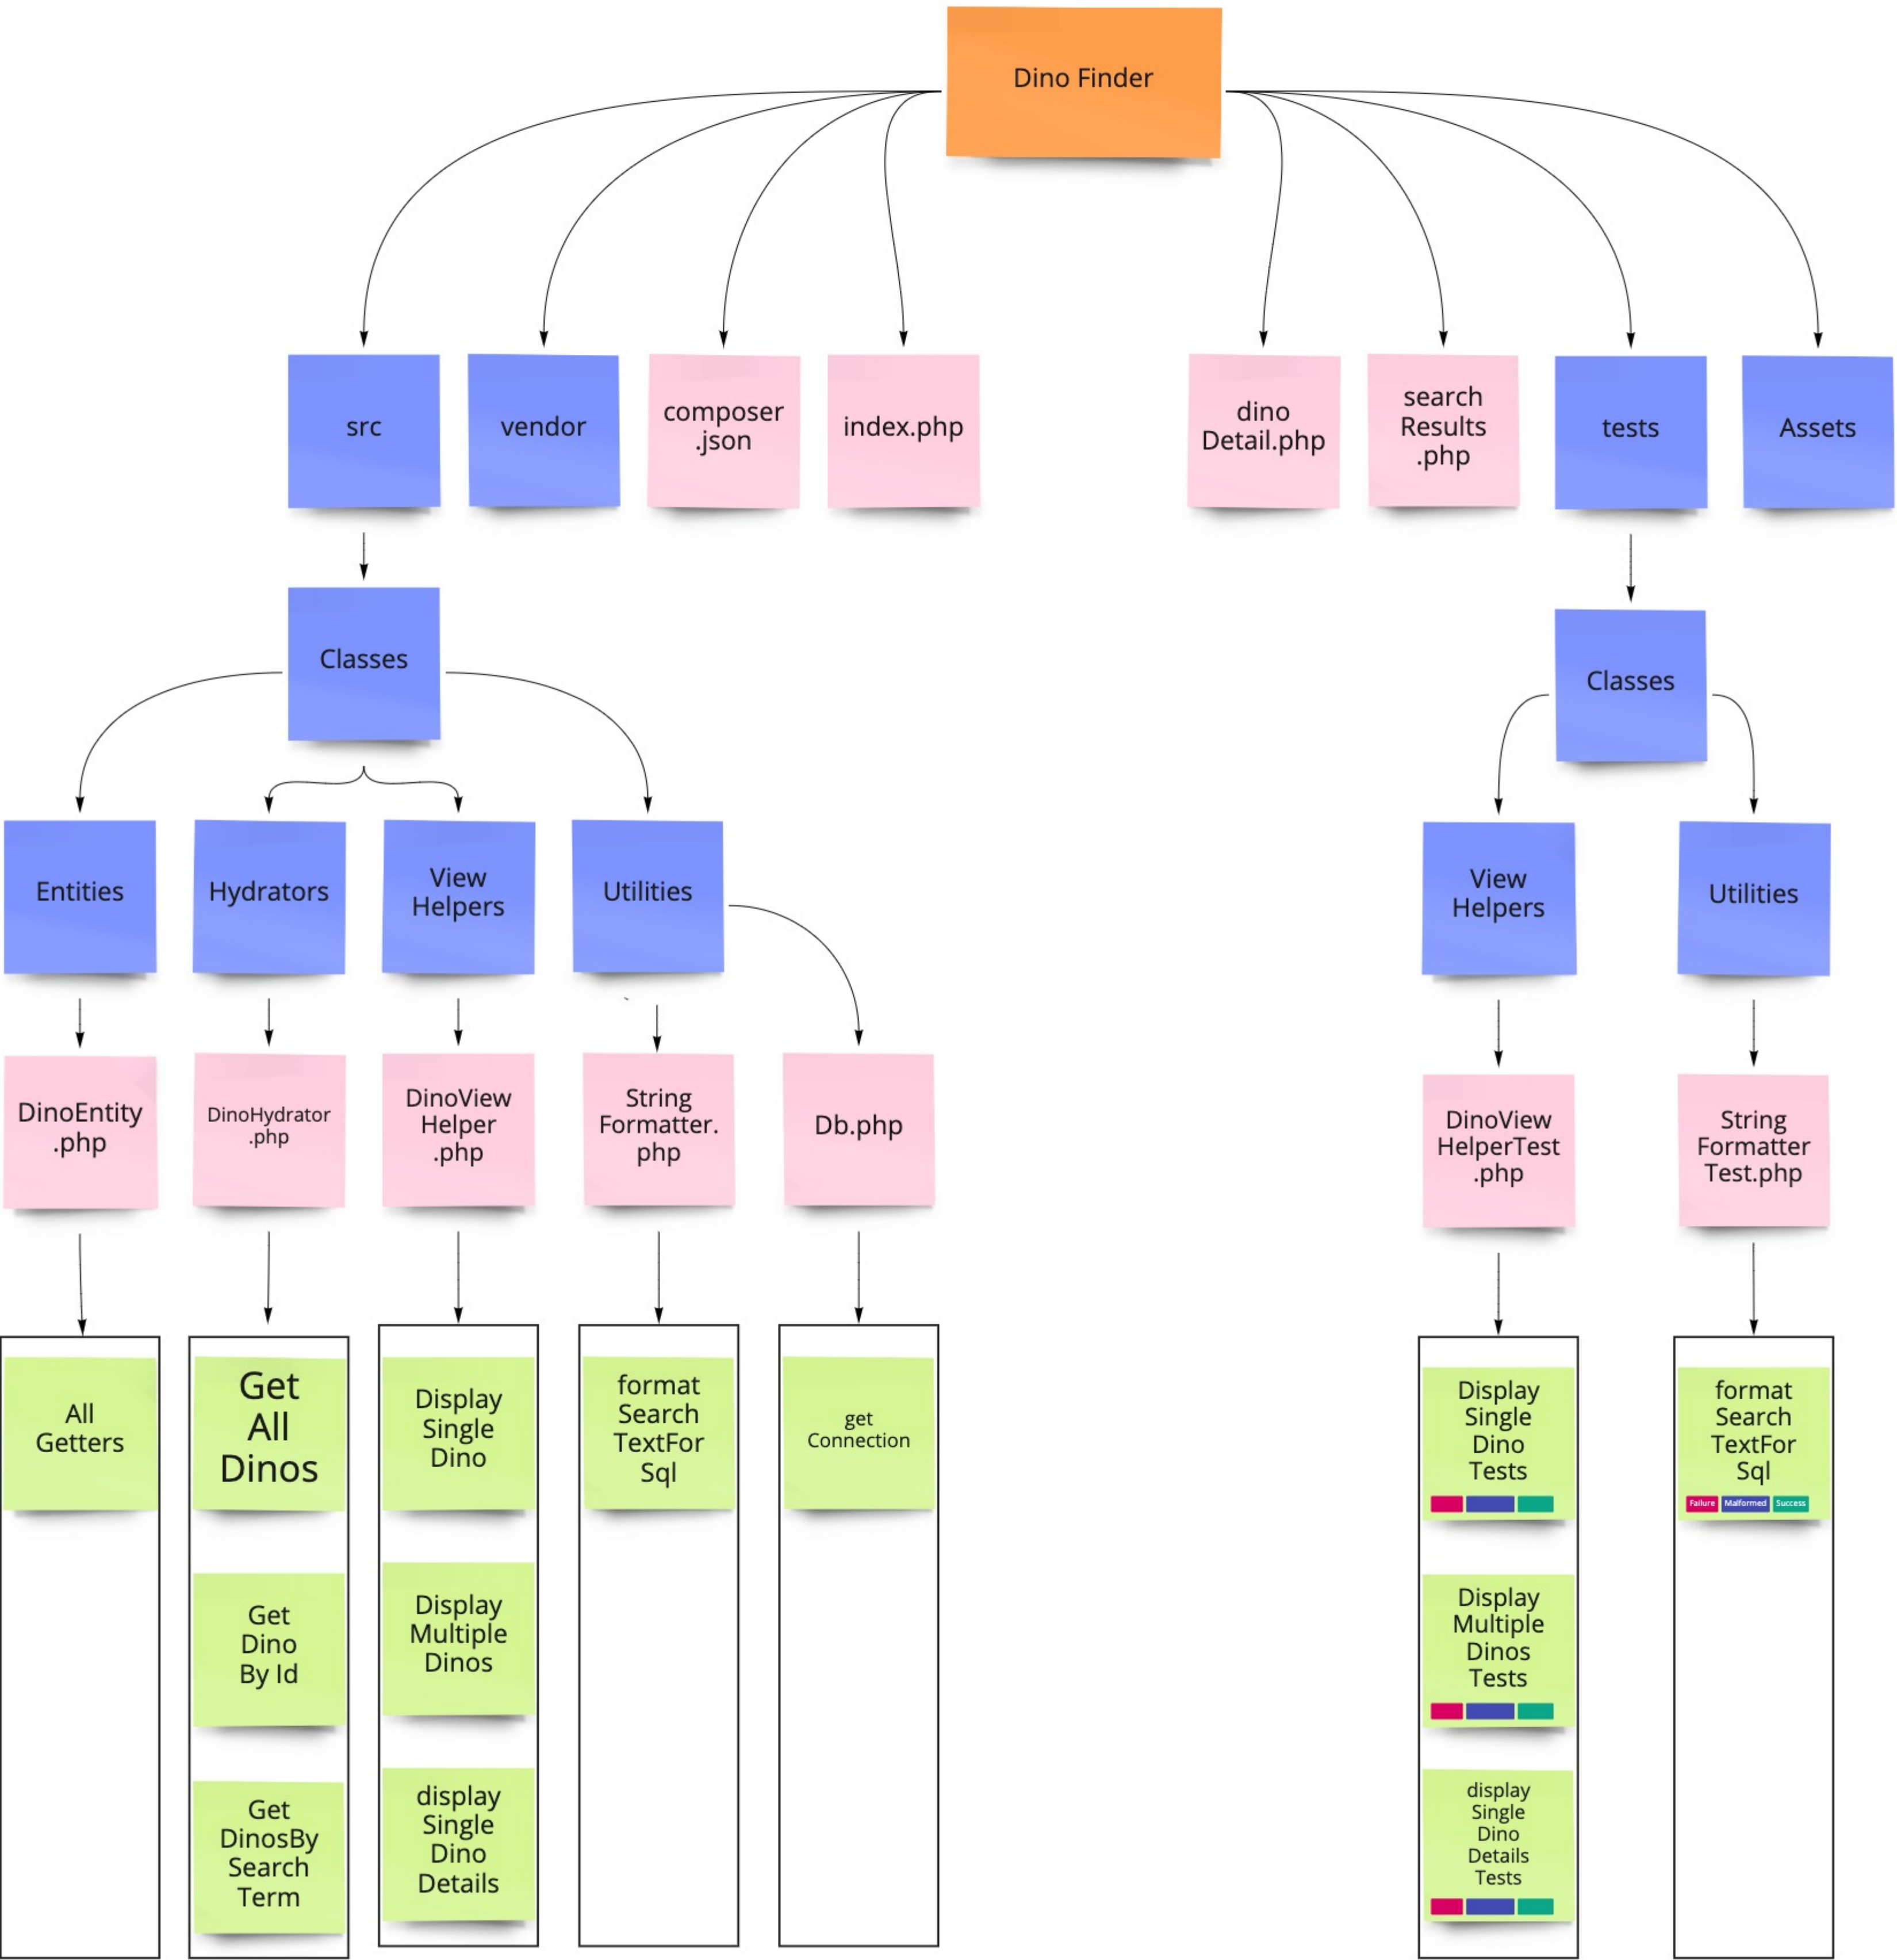 Dino Finder
src
vendor
composer
.json
index.php
dino
Detail.php
search
Results
.php
tests
Assets
Classes
Classes
Entities
Hydrators
View
Helpers
Utilities
View
Helpers
Utilities
DinoEntity
.php
DinoHydrator
.php
DinoView
Helper
.php
String
Formatter.
php
Db.php
DinoView
HelperTest
.php
String
Formatter
Test.php
All
Getters
Get
All
Dinos
Get
Dino
By Id
Get
DinosBy
Search
Term
Display
Single
Dino
Display
Multiple
Dinos
display
Single
Dino
Details
format
Search
TextFor
Sql
get
Connection
Display
Single
Dino
Tests
Display
Multiple
Dinos
Tests
display
Single
Dino
Details
Tests
format
Search
TextFor
Sql
Failure Malformed Success